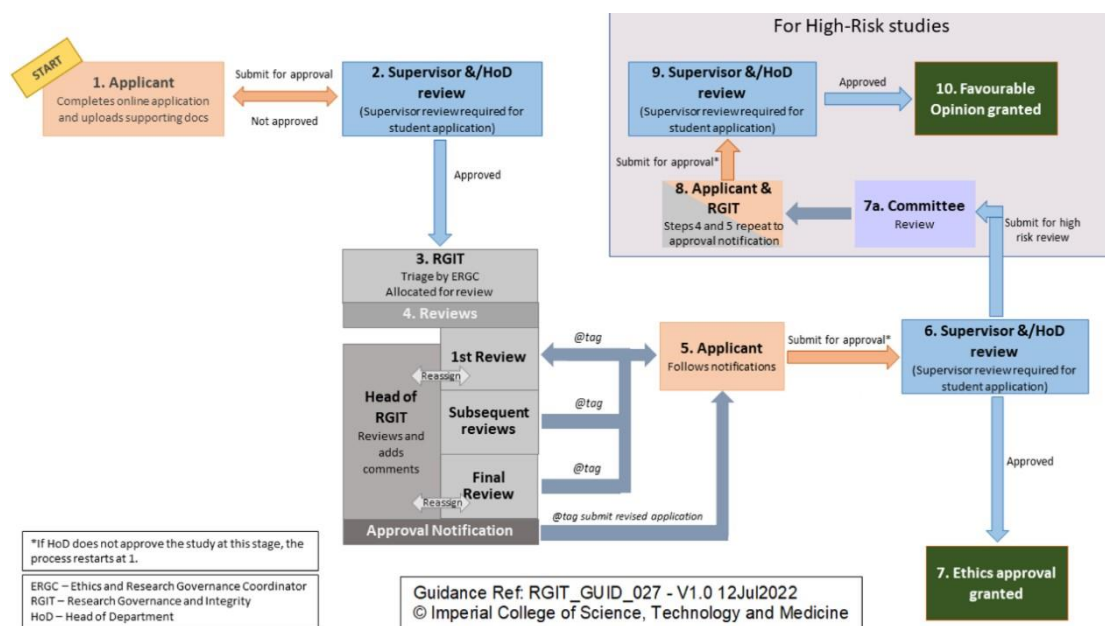 For High-Risk studies
START
1. Applicant
Completes online application
and uploads supporting docs
Submit for approval
Not approved
2. Supervisor &/HoD
review
(Supervisor review required for
student application)
Approved
9. Supervisor &/HoD
review
(Supervisor review required for
student application)
Approved
10. Favourable
Opinion granted
Submit for approval*
8. Applicant &
RGIT
Steps 4 and 5 repeat to
approval notification
7a. Committee
Review
Submit for high
risk review
3. RGIT
Triage by ERGC
Allocated for review
4. Reviews
1st Review
Reassign
Head of
RGIT
Reviews and
adds
comments
Subsequent
reviews
Final
Review
Reassign
Approval Notification
@tag
@tag
@tag
@tag submit revised application
5. Applicant
Follows notifications
Submit for approval*
6. Supervisor &/HoD
review
(Supervisor review required for
student application)
Approved
7. Ethics approval
granted
*If HoD does not approve the study at this stage, the
process restarts at 1.
ERGC – Ethics and Research Governance Coordinator
RGIT – Research Governance and Integrity
HoD – Head of Department
Guidance Ref: RGIT_GUID_027 - V1.0 12Jul2022
© Imperial College of Science, Technology and Medicine